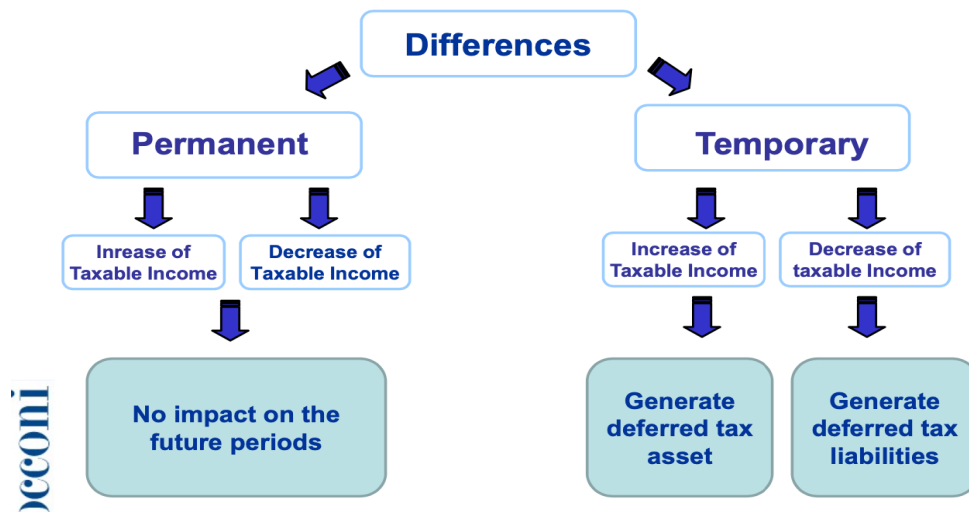 Differences
Permanent
Temporary
Inrease of
Taxable Income
Decrease of
Taxable Income
Increase of
Taxable Income
Decrease of
taxable Income
No impact on the
future periods
Generate
deferred tax
asset
Generate
deferred tax
liabilities
occoni